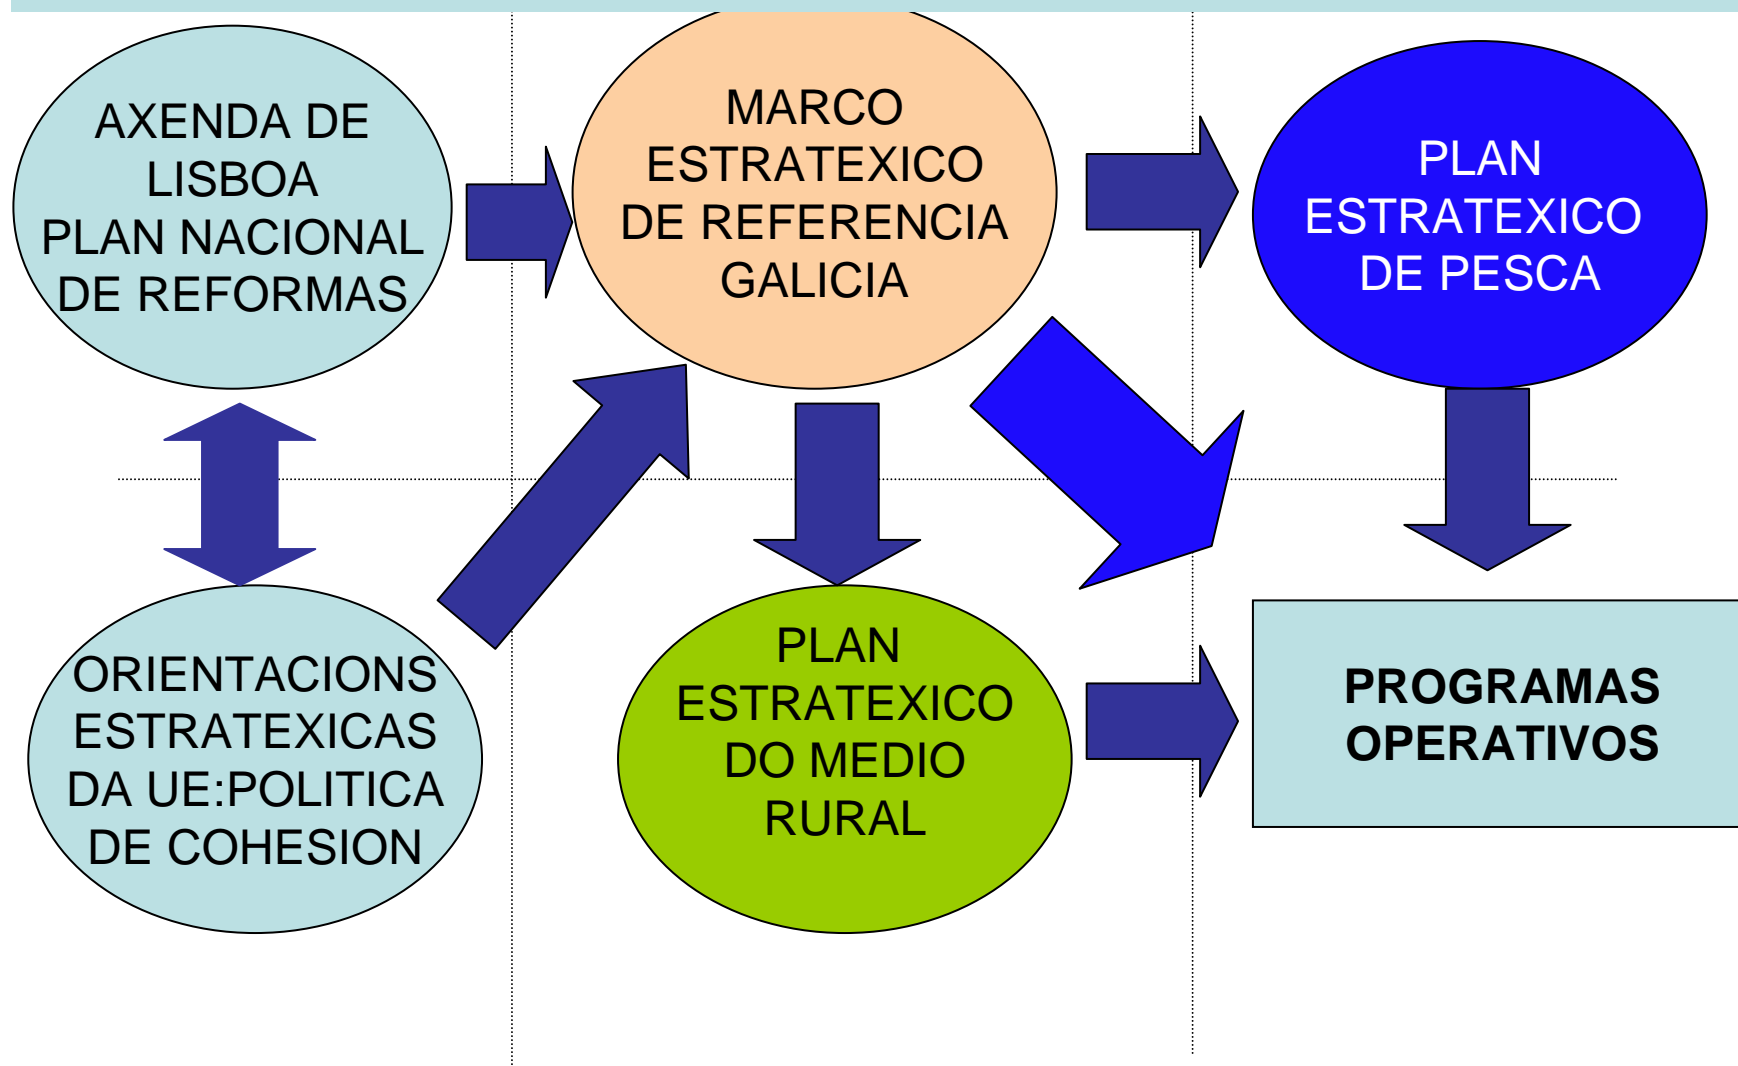 AXENDA DE
LISBOA
PLAN NACIONAL
DE REFORMAS
MARCO
ESTRATEXICO
DE REFERENCIA
GALICIA
PLAN
ESTRATEXICO
DE PESCA
ORIENTACIONS
ESTRATEXICAS
DA UE:POLITICA
DE COHESION
PLAN
ESTRATEXICO
DO MEDIO
RURAL
PROGRAMAS
OPERATIVOS